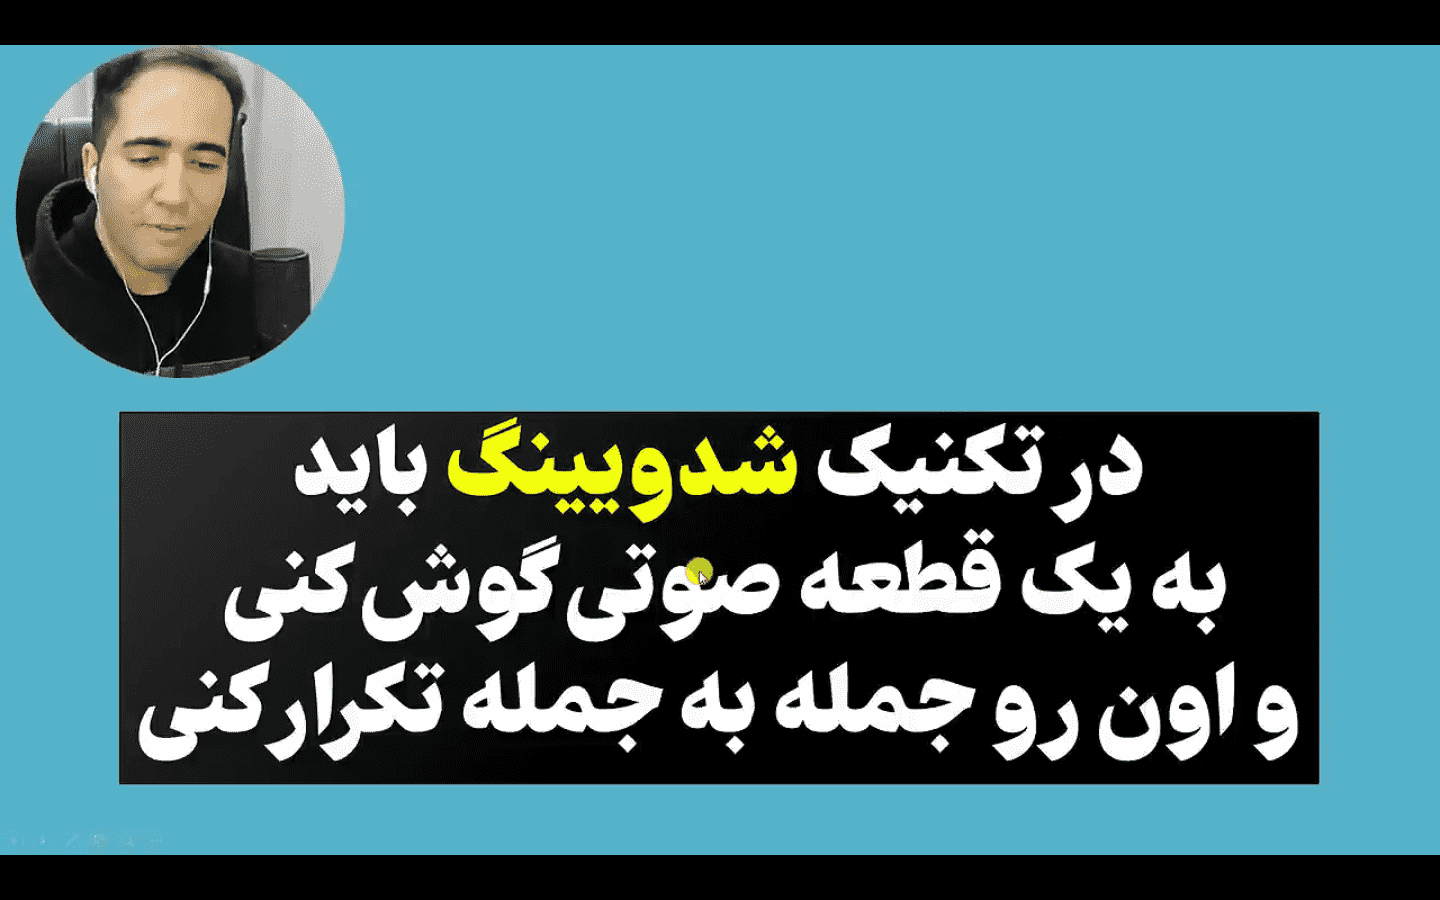 در تکنیک شدویینگ باید
به یک قطعه صوتی گوش کنی
و اون رو جمله به جمله تکرار کنی